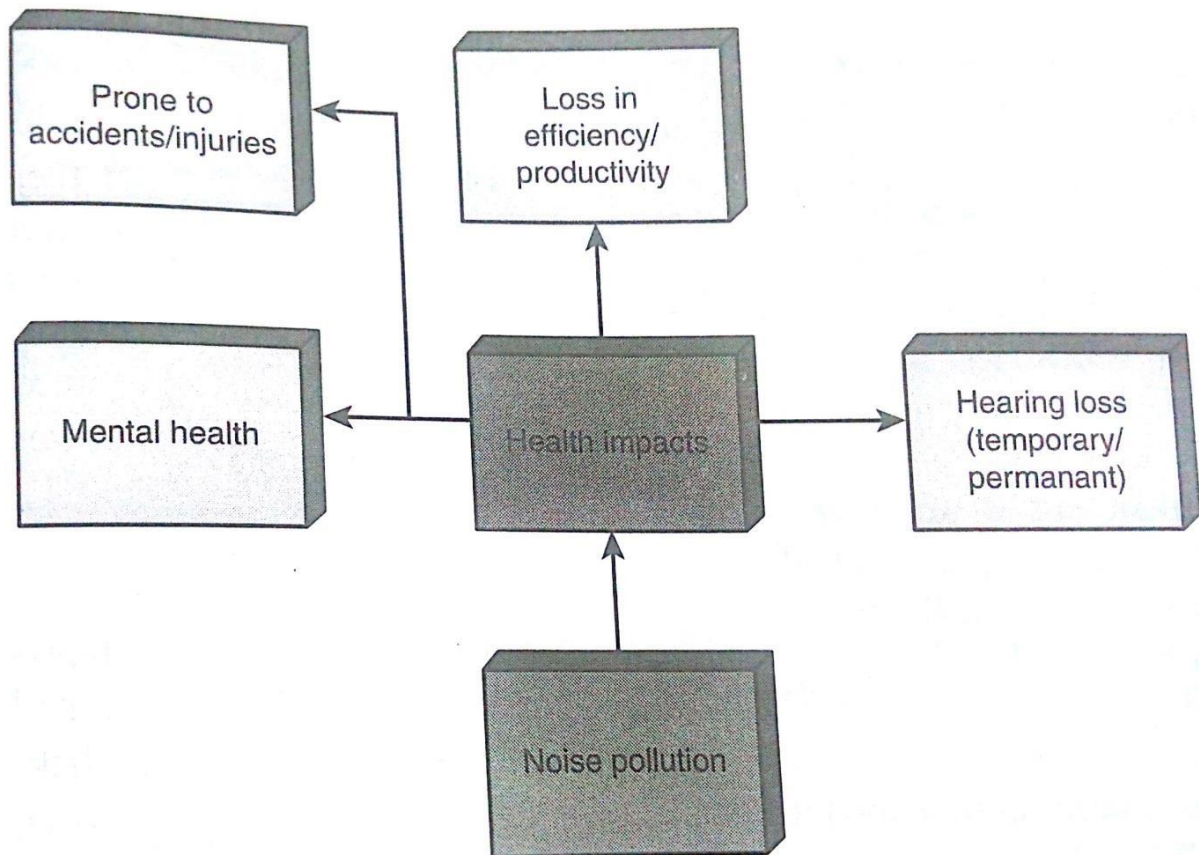 Prone to
accidents/injuries
Loss in
efficiency/
productivity
Mental health
Health impacts
Hearing loss
(temporary/
permanant)
Noise pollution